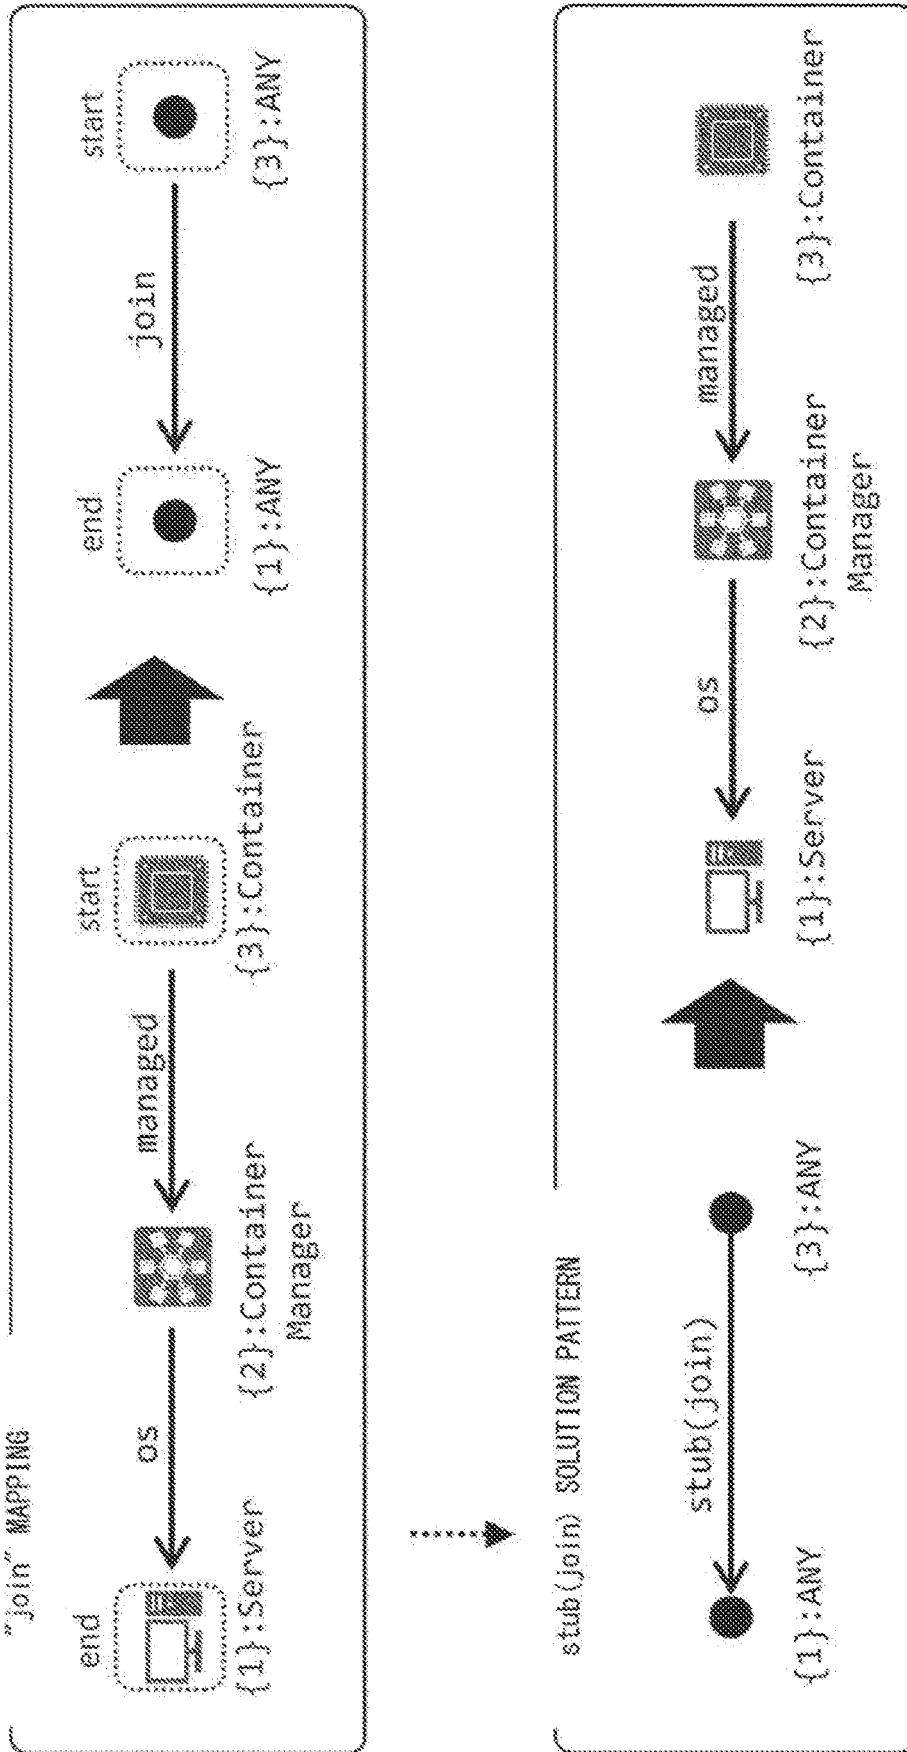 "join" MAPPING
end
start
end
start
os
managed
join
{1}:Server
{2}:Container
Manager
{3}:Container
{1}:ANY
{3}:ANY
stub(join) SOLUTION PATTERN
stub(join)
os
managed
{1}:ANY
{3}:ANY
{1}:Server
{2}:Container
Manager
{3}:Container